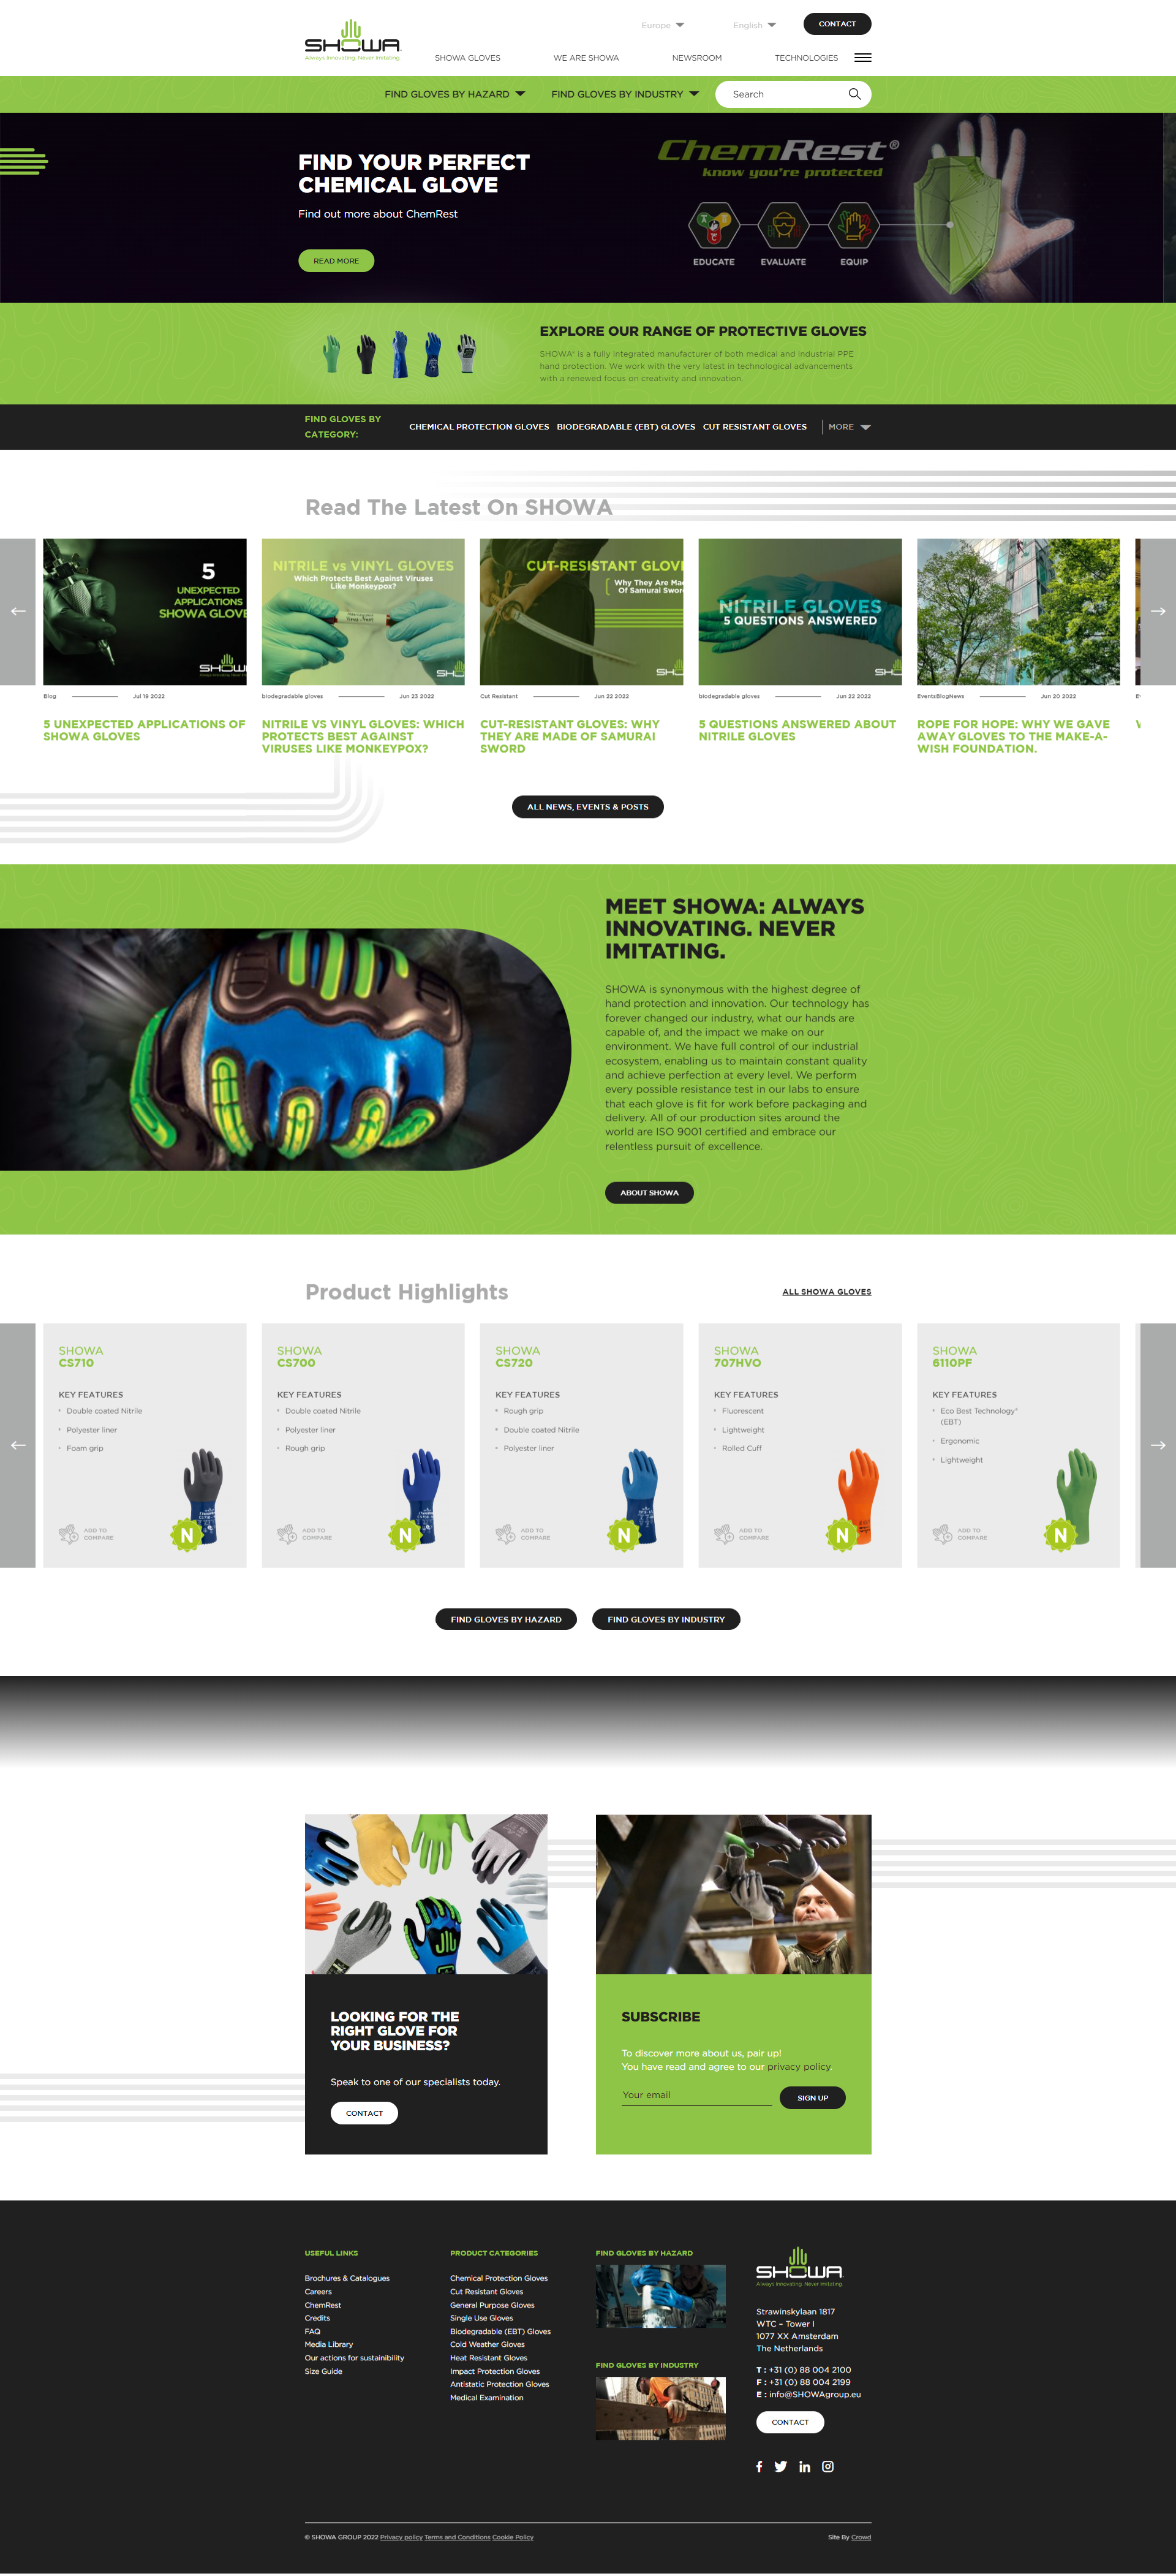 Europe
English
CONTACT
SHOWA
Always Innovating. Never Imitating.
SHOWA GLOVES
WE ARE SHOWA
NEWSROOM
TECHNOLOGIES
FIND GLOVES BY HAZARD
FIND GLOVES BY INDUSTRY
Search
FIND YOUR PERFECT
CHEMICAL GLOVE
Find out more about ChemRest
READ MORE
ChemRest®
know you're protected
EDUCATE
EVALUATE
EQUIP
EXPLORE OUR RANGE OF PROTECTIVE GLOVES
SHOWA® is a fully integrated manufacturer of both medical and industrial PPE
hand protection. We work with the very latest in technological advancements
with a renewed focus on creativity and innovation.
FIND GLOVES BY
CATEGORY:
CHEMICAL PROTECTION GLOVES
BIODEGRADABLE (EBT) GLOVES
CUT RESISTANT GLOVES
MORE
Read The Latest On SHOWA
5
UNEXPECTED
APPLICATIONS
SHOWA GLOVE
Blog
Jul 19 2022
5 UNEXPECTED APPLICATIONS OF
SHOWA GLOVES
NITRILE vs VINYL GLOVES
Which Protects Best Against Viruses
Like Monkeypox?
biodegradable gloves
Jun 23 2022
NITRILE VS VINYL GLOVES: WHICH
PROTECTS BEST AGAINST
VIRUSES LIKE MONKEYPOX?
CUT-RESISTANT GLOV
Why They Are Mad
Of Samurai Swor
Cut Resistant
Jun 22 2022
CUT-RESISTANT GLOVES: WHY
THEY ARE MADE OF SAMURAI
SWORD
NITRILE GLOVES
5 QUESTIONS ANSWERED
biodegradable gloves
Jun 22 2022
5 QUESTIONS ANSWERED ABOUT
NITRILE GLOVES
EventsBlogNews
Jun 20 2022
ROPE FOR HOPE: WHY WE GAVE
AWAY GLOVES TO THE MAKE-A-
WISH FOUNDATION.
ALL NEWS, EVENTS & POSTS
MEET SHOWA: ALWAYS
INNOVATING. NEVER
IMITATING.
SHOWA is synonymous with the highest degree of
hand protection and innovation. Our technology has
forever changed our industry, what our hands are
capable of, and the impact we make on our
environment. We have full control of our industrial
ecosystem, enabling us to maintain constant quality
and achieve perfection at every level. We perform
every possible resistance test in our labs to ensure
that each glove is fit for work before packaging and
delivery. All of our production sites around the
world are ISO 9001 certified and embrace our
relentless pursuit of excellence.
ABOUT SHOWA
Product Highlights
ALL SHOWA GLOVES
SHOWA
CS710
KEY FEATURES
Double coated Nitrile
Polyester liner
Foam grip
ADD TO
COMPARE
N
SHOWA
CS700
KEY FEATURES
Double coated Nitrile
Polyester liner
Rough grip
ADD TO
COMPARE
N
SHOWA
CS720
KEY FEATURES
Rough grip
Double coated Nitrile
Polyester liner
ADD TO
COMPARE
N
SHOWA
707HVO
KEY FEATURES
Fluorescent
Lightweight
Rolled Cuff
ADD TO
COMPARE
N
SHOWA
6110PF
KEY FEATURES
Eco Best Technology®
(EBT)
Ergonomic
Lightweight
ADD TO
COMPARE
N
FIND GLOVES BY HAZARD
FIND GLOVES BY INDUSTRY
LOOKING FOR THE
RIGHT GLOVE FOR
YOUR BUSINESS?
Speak to one of our specialists today.
CONTACT
SUBSCRIBE
To discover more about us, pair up!
You have read and agree to our privacy policy.
Your email
SIGN UP
USEFUL LINKS
Brochures & Catalogues
Careers
ChemRest
Credits
FAQ
Media Library
Our actions for sustainibility
Size Guide
PRODUCT CATEGORIES
Chemical Protection Gloves
Cut Resistant Gloves
General Purpose Gloves
Single Use Gloves
Biodegradable (EBT) Gloves
Cold Weather Gloves
Heat Resistant Gloves
Impact Protection Gloves
Antistatic Protection Gloves
Medical Examination
FIND GLOVES BY HAZARD
FIND GLOVES BY INDUSTRY
SHOWA
Always Innovating. Never Imitating.
Strawinskylaan 1817
WTC – Tower I
1077 XX Amsterdam
The Netherlands
T : +31 (0) 88 004 2100
F : +31 (0) 88 004 2199
E : info@SHOWAgroup.eu
CONTACT
© SHOWA GROUP 2022 Privacy policy Terms and Conditions Cookie Policy
Site By Crowd